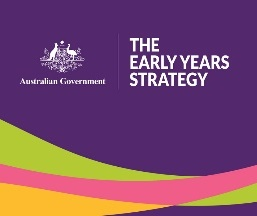 Australian Government
THE
EARLY YEARS
STRATEGY